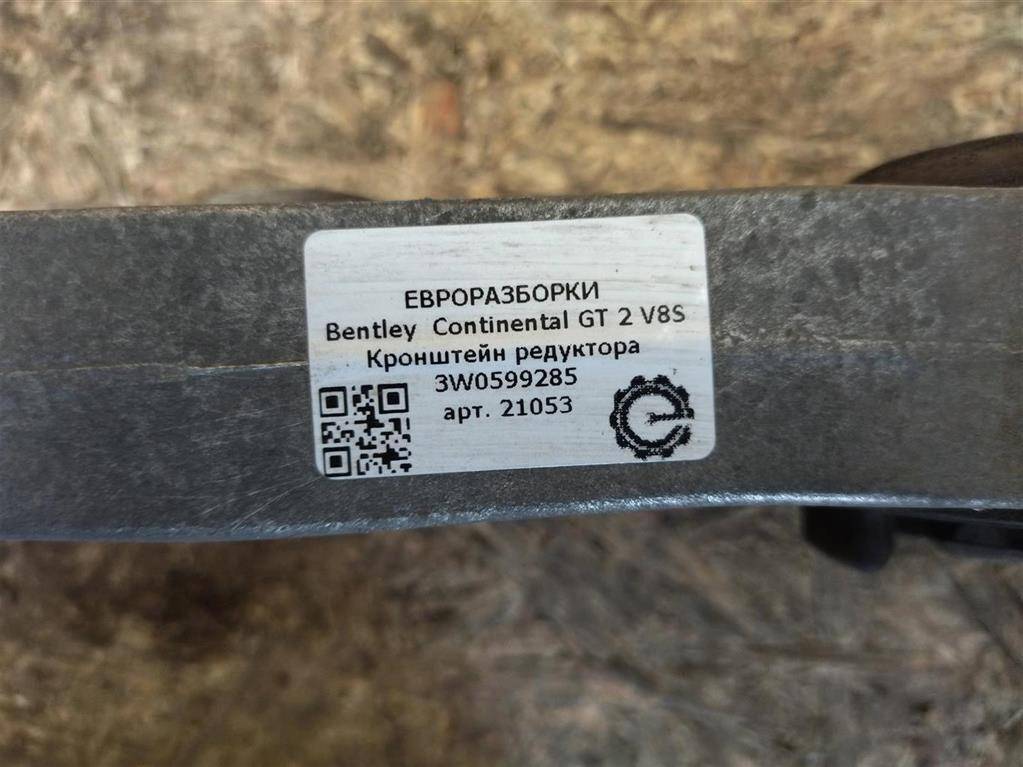 ЕВРОРАЗБОРКИ
Bentley Continental GT 2 V8S
Кронштейн редуктора
3W0599285
арт. 21053